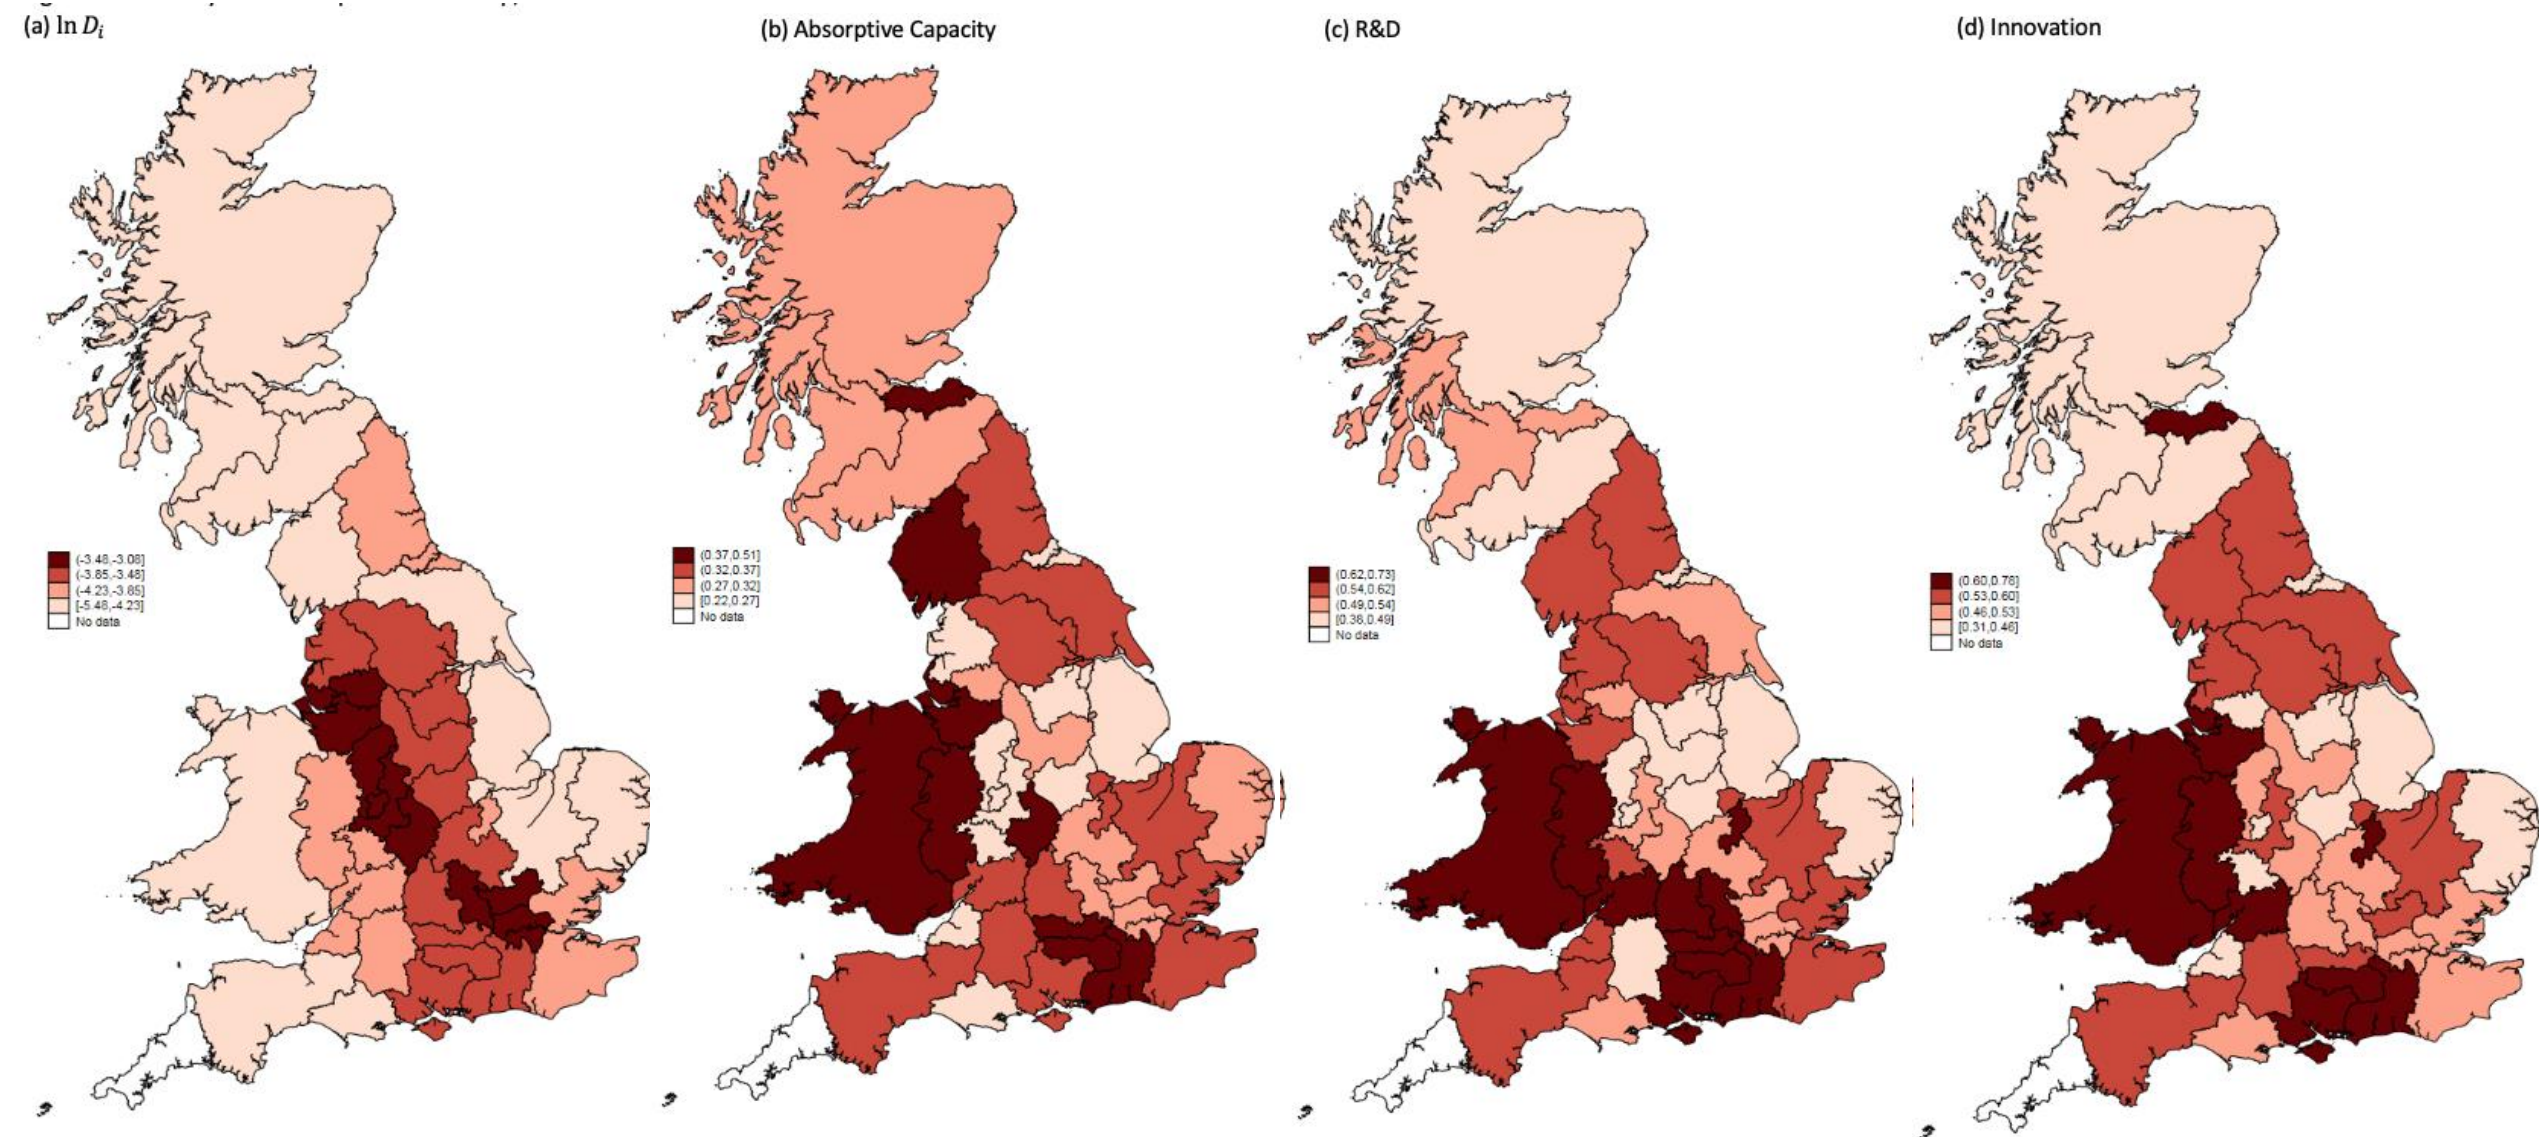 (a) ln Dᵢ
(b) Absorptive Capacity
(c) R&D
(d) Innovation
(-3.48,-3.08]
(-3.85,-3.48]
(-4.23,-3.85]
[-5.48,-4.23]
No data
(0.37,0.51]
(0.32,0.37]
(0.27,0.32]
[0.22,0.27]
No data
(0.62,0.73]
(0.54,0.62]
(0.49,0.54]
[0.38,0.49]
No data
(0.60,0.78]
(0.53,0.60]
(0.46,0.53]
[0.31,0.46]
No data